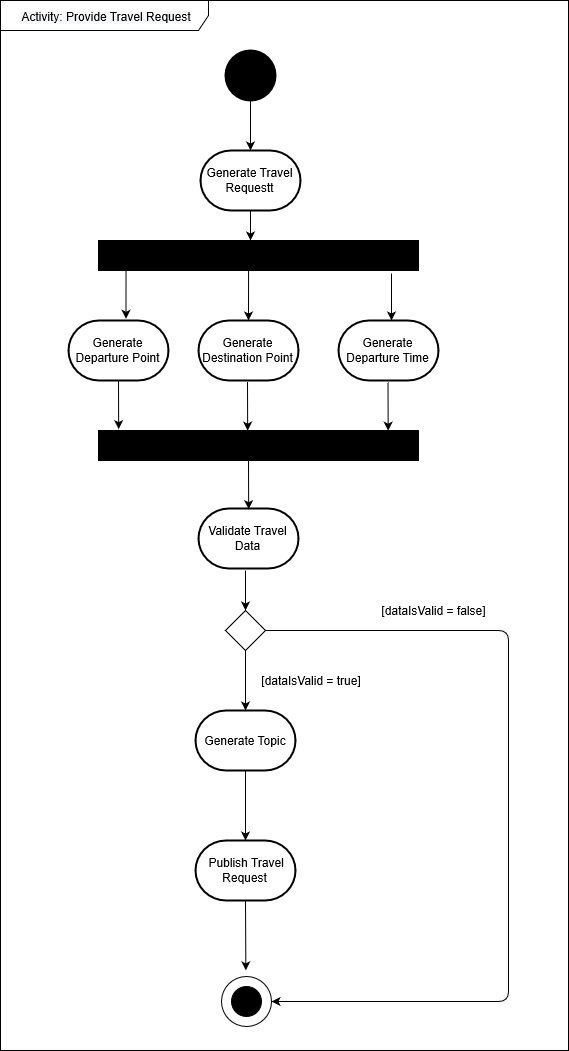 Activity: Provide Travel Request
Generate Travel
Requestt
Generate
Departure Point
Generate
Destination Point
Generate
Departure Time
Validate Travel
Data
[dataIsValid = false]
[dataIsValid = true]
Generate Topic
Publish Travel
Request